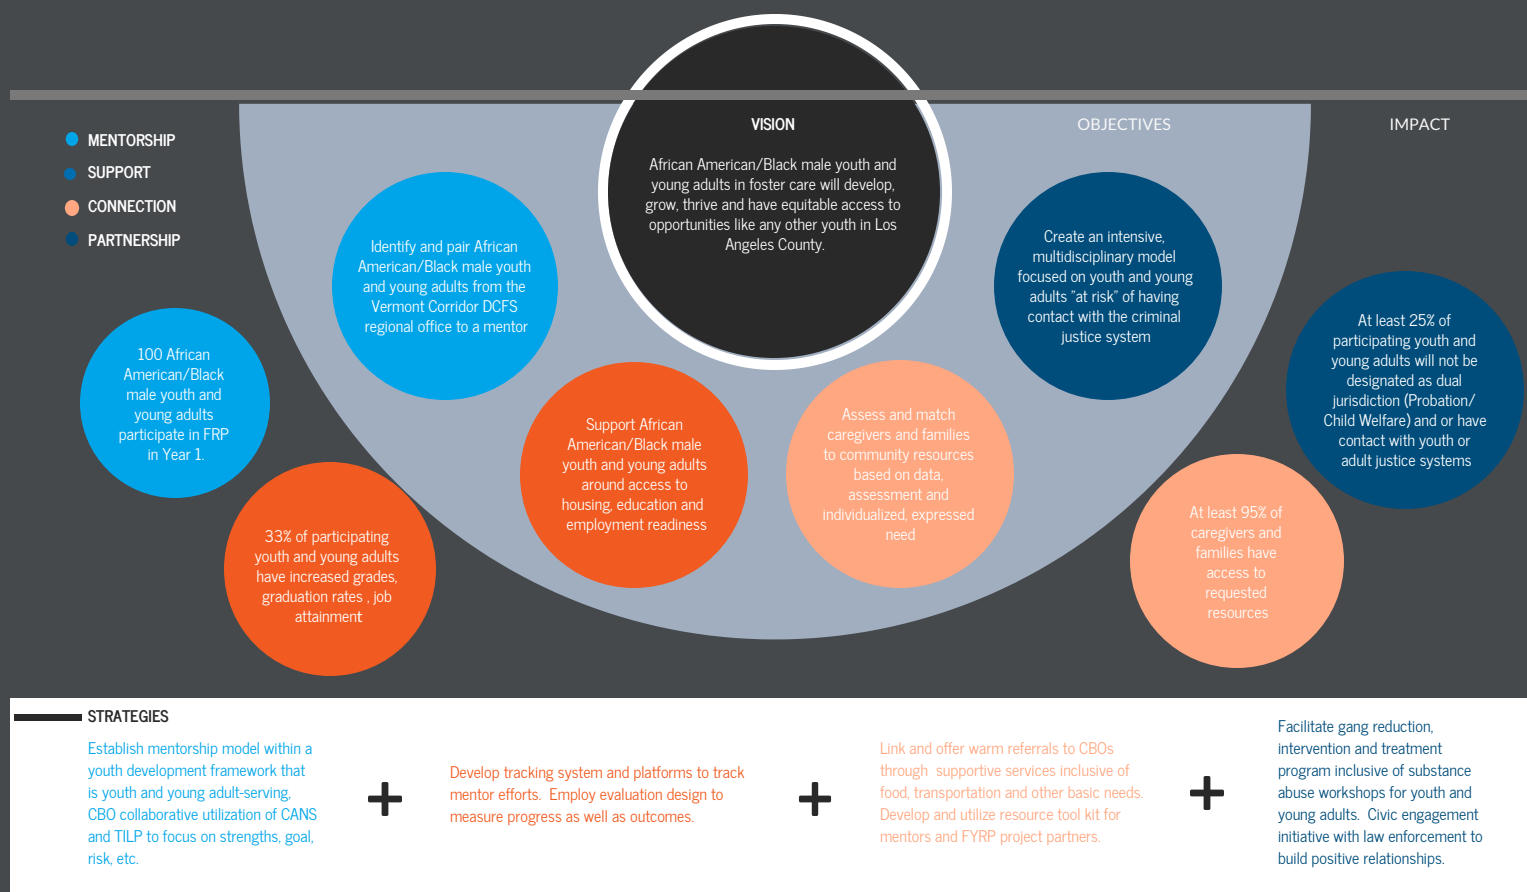 MENTORSHIP
SUPPORT
CONNECTION
PARTNERSHIP
VISION
African American/Black male youth and
young adults in foster care will develop,
grow, thrive and have equitable access to
opportunities like any other youth in Los
Angeles County.
OBJECTIVES
IMPACT
Identify and pair African
American/Black male youth
and young adults from the
Vermont Corridor DCFS
regional office to a mentor
Support African
American/Black male
youth and young adults
around access to
housing, education and
employment readiness
Assess and match
caregivers and families
to community resources
based on data,
assessment and
individualized, expressed
need
Create an intensive,
multidisciplinary model
focused on youth and young
adults "at risk" of having
contact with the criminal
justice system
100 African
American/Black
male youth and
young adults
participate in FRP
in Year 1.
33% of participating
youth and young adults
have increased grades,
graduation rates , job
attainment
At least 95% of
caregivers and
families have
access to
requested
resources
At least 25% of
participating youth and
young adults will not be
designated as dual
jurisdiction (Probation/
Child Welfare) and or have
contact with youth or
adult justice systems
STRATEGIES
Establish mentorship model within a
youth development framework that
is youth and young adult-serving,
CBO collaborative utilization of CANS
and TILP to focus on strengths, goal,
risk, etc.
Develop tracking system and platforms to track
mentor efforts.  Employ evaluation design to
measure progress as well as outcomes.
Link and offer warm referrals to CBOs
through  supportive services inclusive of
food, transportation and other basic needs.
Develop and utilize resource tool kit for
mentors and FYRP project partners.
Facilitate gang reduction,
intervention and treatment
program inclusive of substance
abuse workshops for youth and
young adults.  Civic engagement
initiative with law enforcement to
build positive relationships.